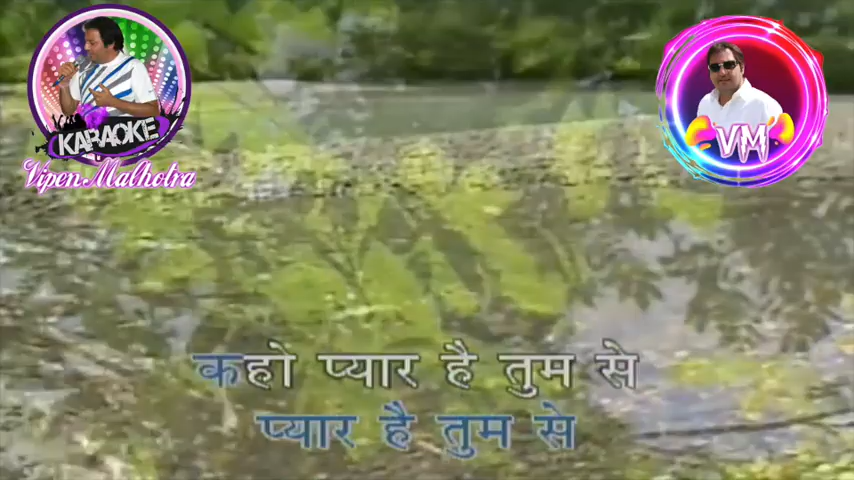 KARAOKE
Vipen Malhotra
VM
कहो प्यार है तुम से
प्यार है तुम से